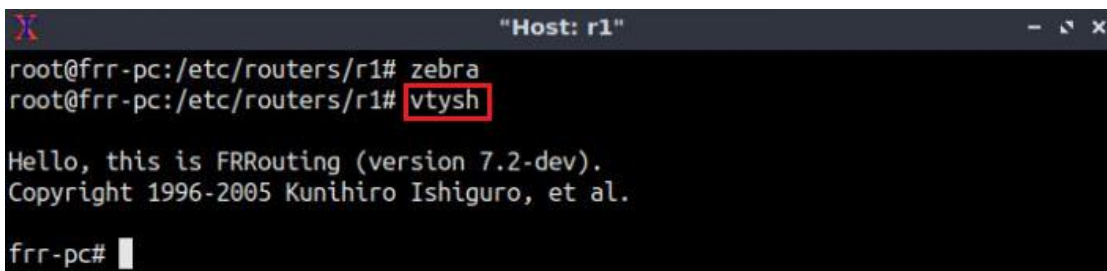 "Host: r1"
root@frr-pc:/etc/routers/r1# zebra
root@frr-pc:/etc/routers/r1# vtysh
Hello, this is FRRouting (version 7.2-dev).
Copyright 1996-2005 Kunihiro Ishiguro, et al.
frr-pc#